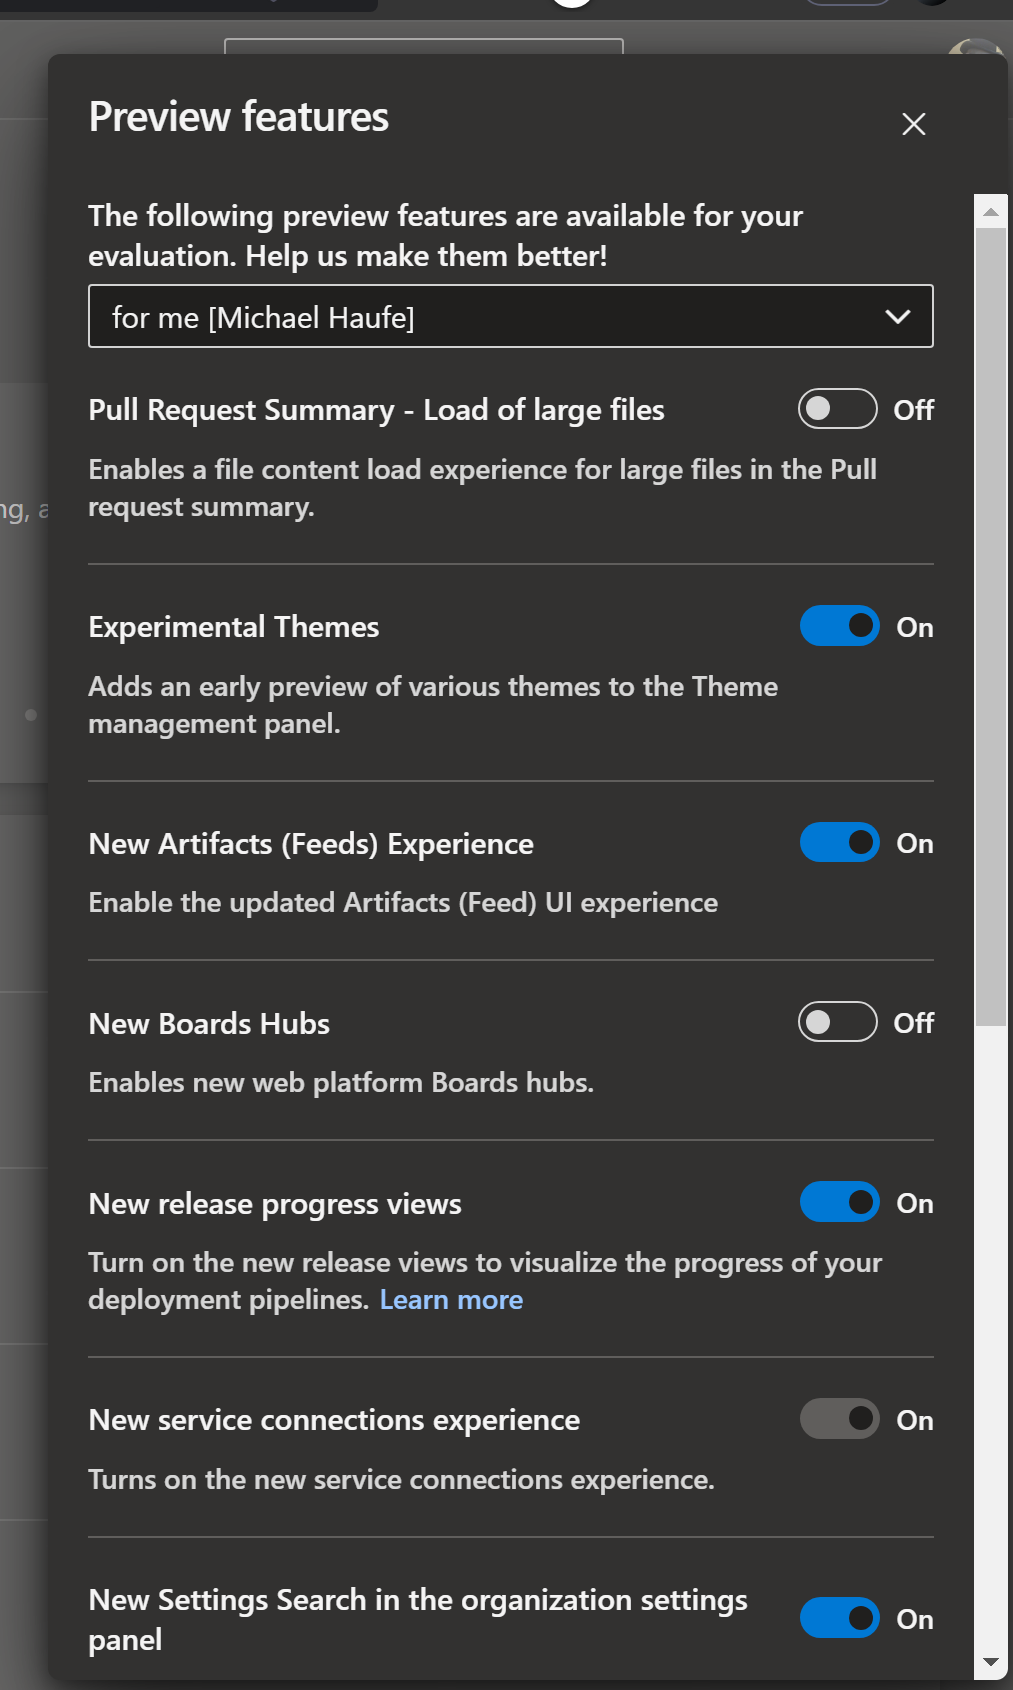 Preview features
The following preview features are available for your
evaluation. Help us make them better!
for me [Michael Haufe]
Pull Request Summary - Load of large files
Off
Enables a file content load experience for large files in the Pull
request summary.
Experimental Themes
On
Adds an early preview of various themes to the Theme
management panel.
New Artifacts (Feeds) Experience
On
Enable the updated Artifacts (Feed) UI experience
New Boards Hubs
Off
Enables new web platform Boards hubs.
New release progress views
On
Turn on the new release views to visualize the progress of your
deployment pipelines. Learn more
New service connections experience
On
Turns on the new service connections experience.
New Settings Search in the organization settings
panel
On